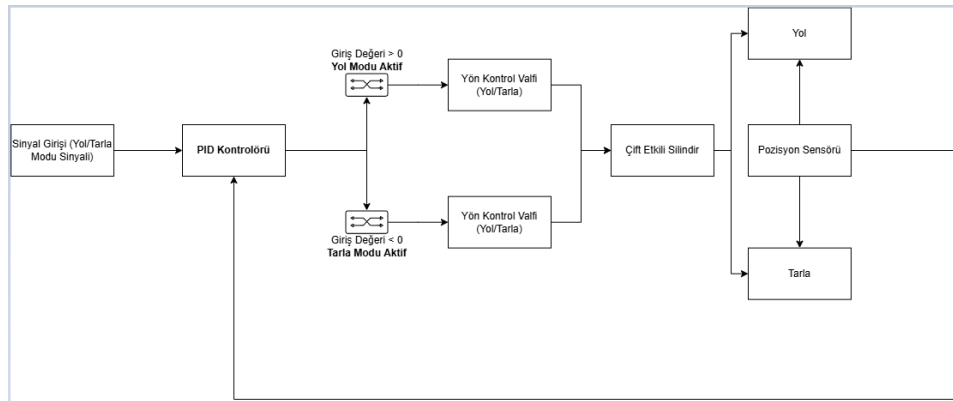 Giriş Değeri > 0
Yol Modu Aktif
Yön Kontrol Valfi
(Yol/Tarla)
Yol
Sinyal Girişi (Yol/Tarla
Modu Sinyali)
PID Kontrolörü
Çift Etkili Silindir
Pozisyon Sensörü
Yön Kontrol Valfi
(Yol/Tarla)
Giriş Değeri < 0
Tarla Modu Aktif
Tarla